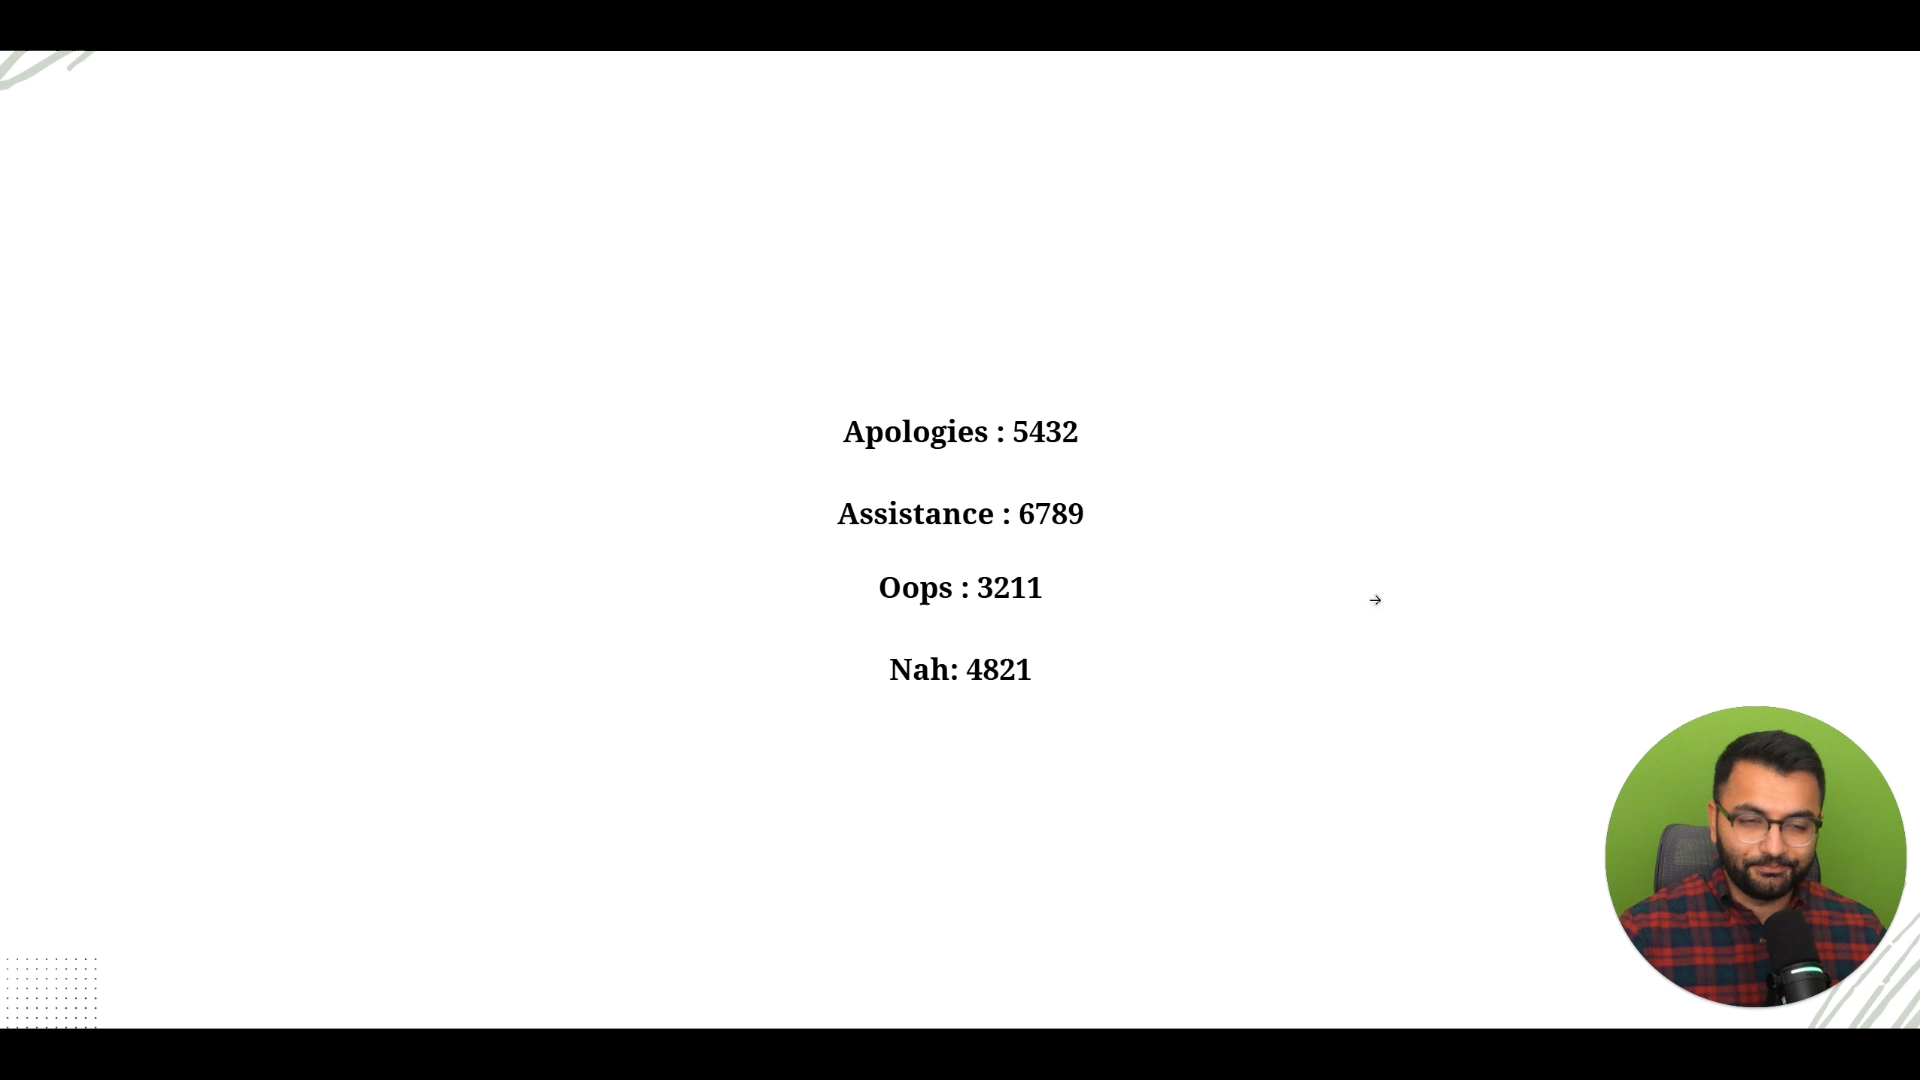 Apologies : 5432
Assistance : 6789
Oops : 3211
Nah: 4821